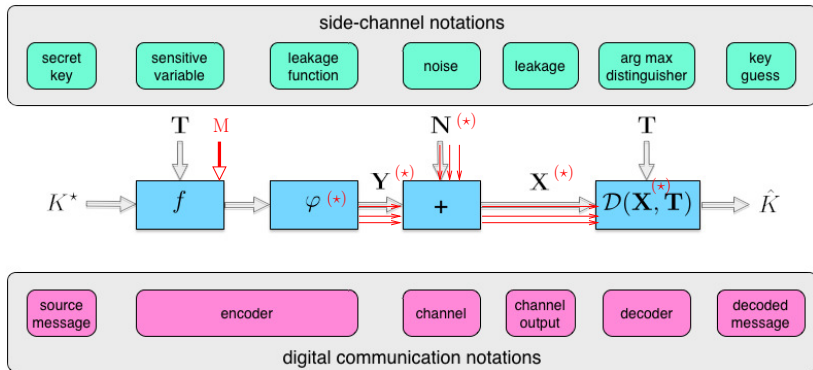 side-channel notations
secret key
sensitive variable
leakage function
noise
leakage
arg max distinguisher
key guess
T M N (⋆) T
Y (⋆) X (⋆)
K⋆ f φ (⋆) + D(X, T) (⋆) K̂
source message
encoder
channel
channel output
decoder
decoded message
digital communication notations